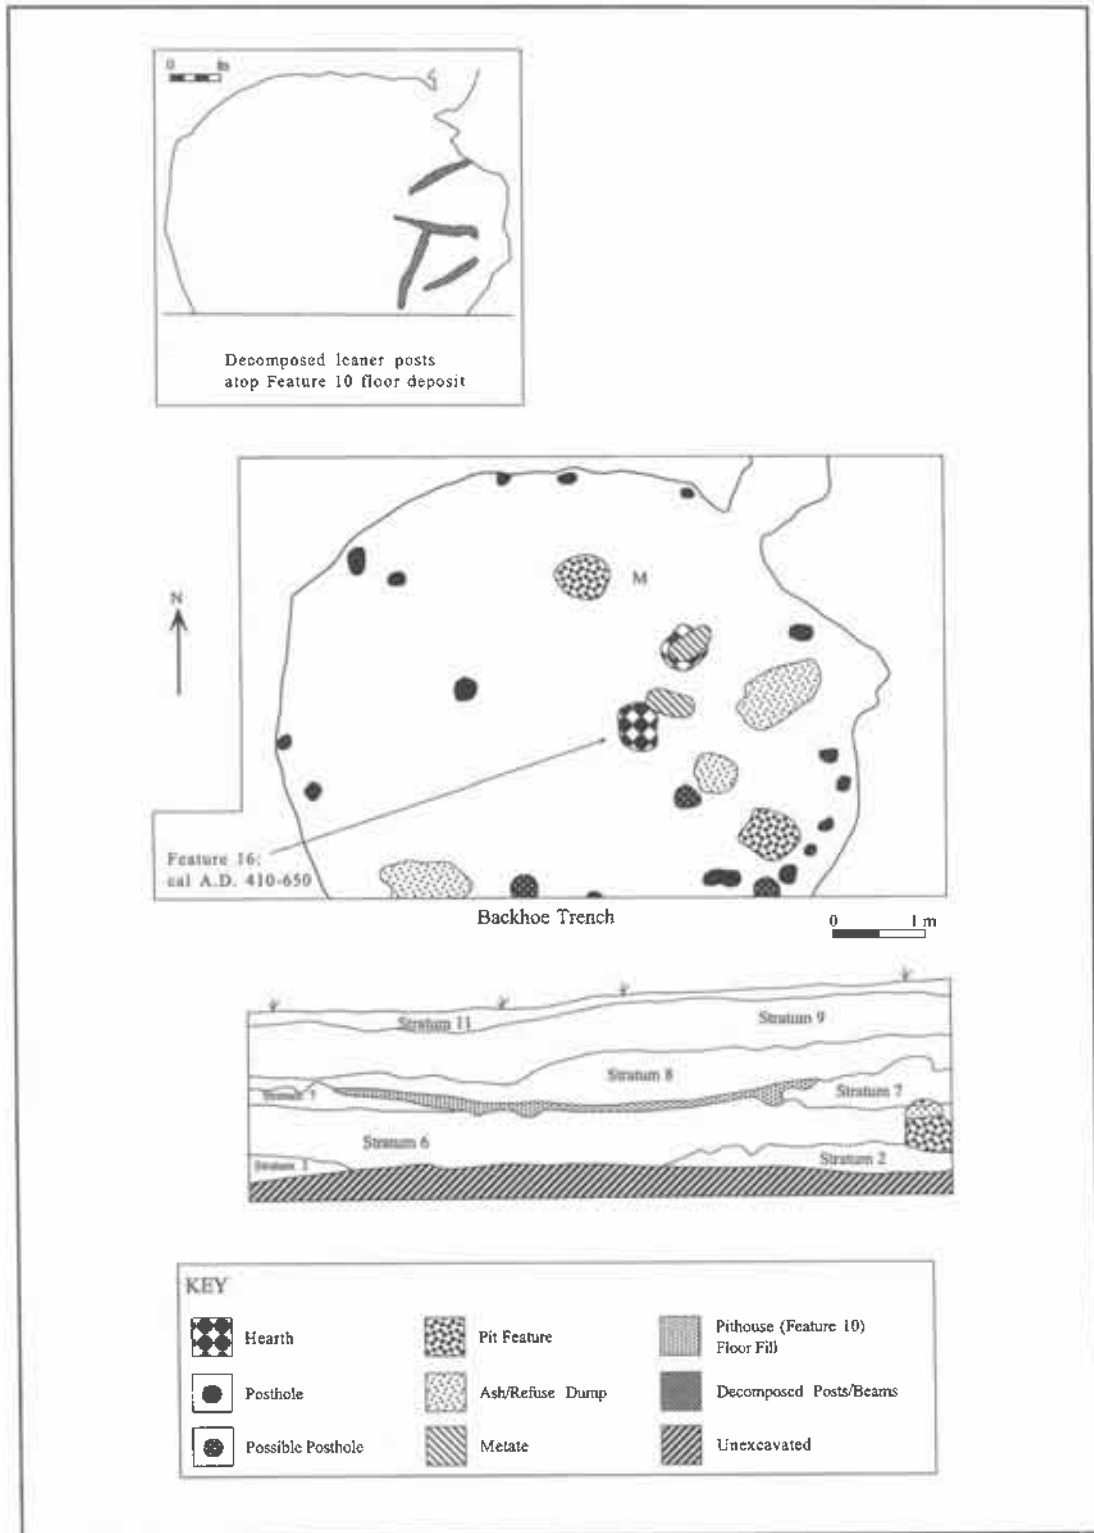 0 1m
Decomposed leaner posts
atop Feature 10 floor deposit
N
M
Feature 16:
cal A.D. 410-650
Backhoe Trench
0 1 m
Stratum 11
Stratum 9
Stratum 8
Stratum 7
Stratum 7
Stratum 6
Stratum 2
Stratum
KEY
Hearth
Pit Feature
Pithouse (Feature 10)
Floor Fill
Posthole
Ash/Refuse Dump
Decomposed Posts/Beams
Possible Posthole
Metate
Unexcavated